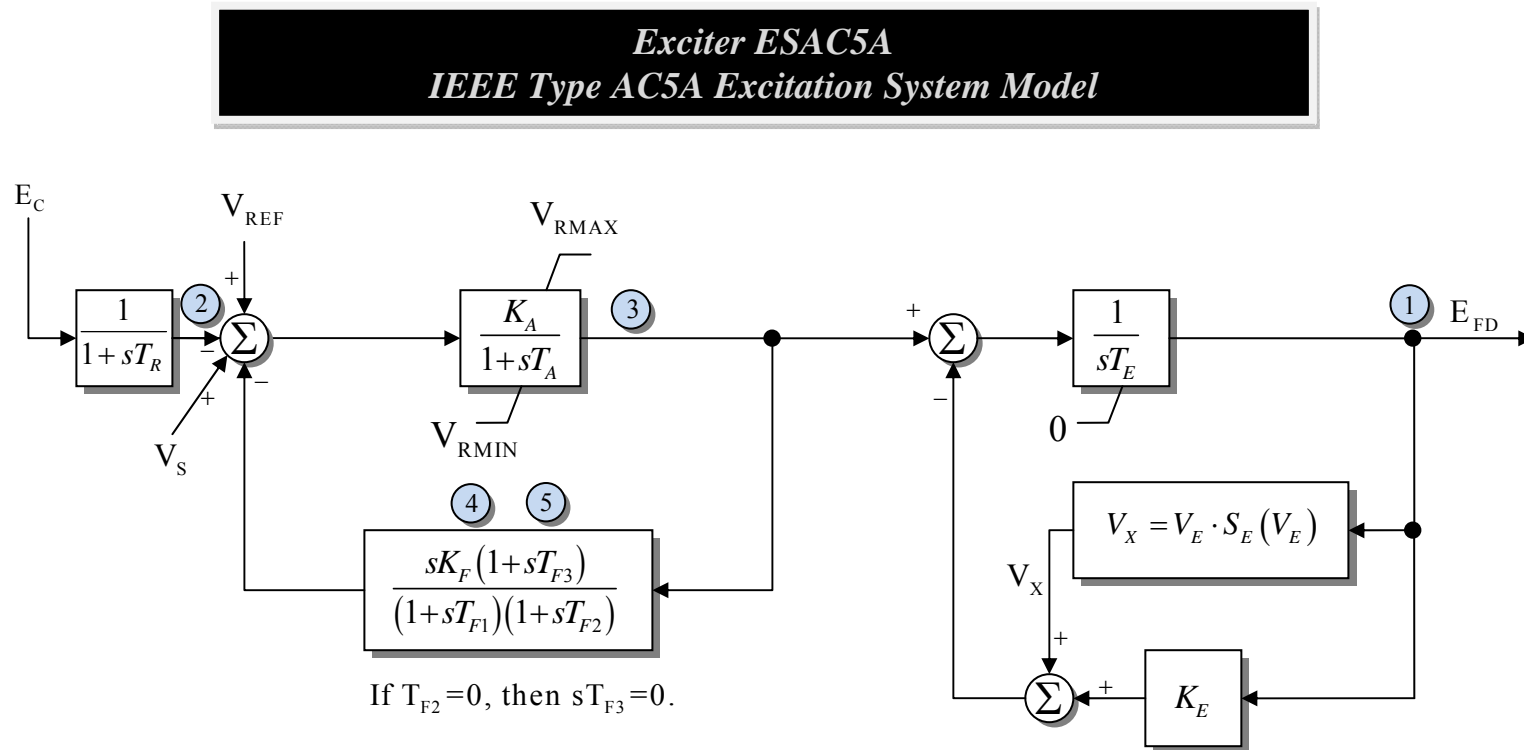 Exciter ESAC5A
IEEE Type AC5A Excitation System Model
E_C
V_REF
V_RMAX
1
2
+
Σ
K_A
3
+
Σ
1
1
E_FD
1+sT_R
−
1+sT_A
sT_E
−
+
−
V_S
V_RMIN
0
4
5
V_X = V_E · S_E (V_E)
sK_F (1+sT_F3)
(1+sT_F1)(1+sT_F2)
V_X
+
If T_F2 =0, then sT_F3 =0.
Σ
+
K_E